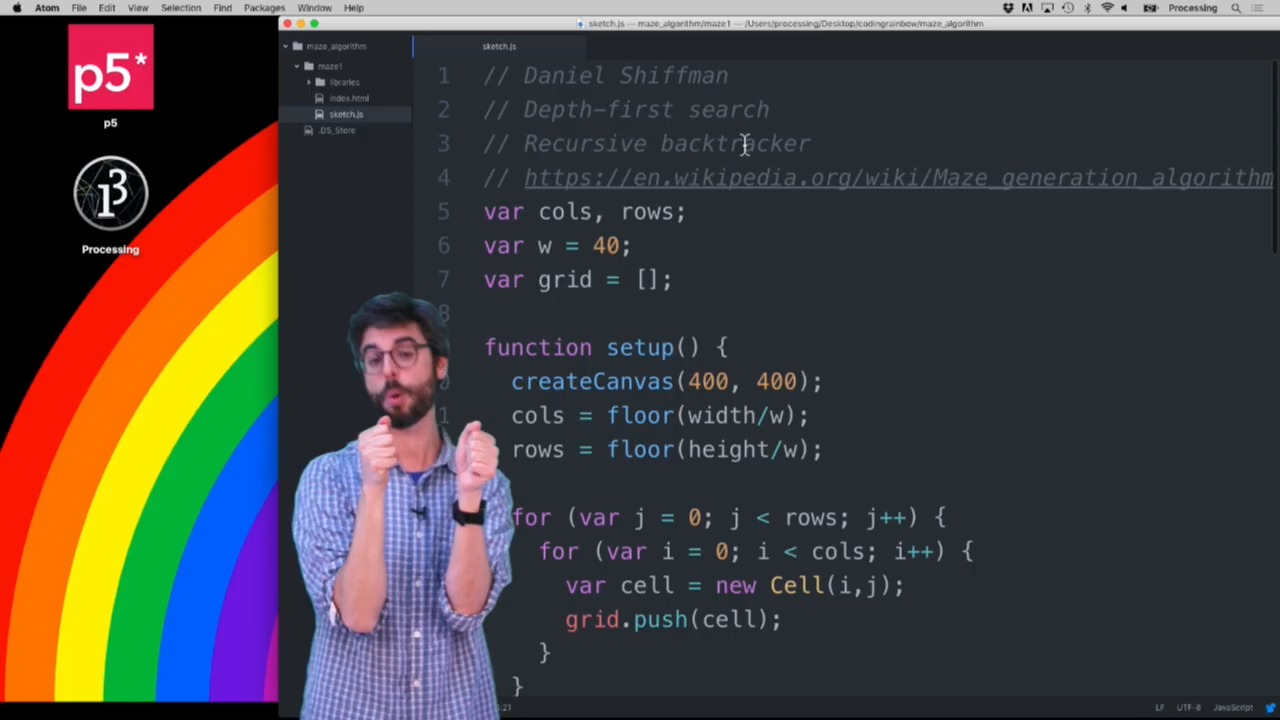 Atom File Edit View Selection Find Packages Window Help Processing
sketch.js — maze_algorithm/maze1 — /Users/processing/Desktop/codingrainbow/maze_algorithm
p5*
p5
Processing
maze_algorithm
maze1
libraries
index.html
sketch.js
.DS_Store
sketch.js
1 // Daniel Shiffman
2 // Depth-first search
3 // Recursive backtracker
4 // https://en.wikipedia.org/wiki/Maze_generation_algorithm
5 var cols, rows;
6 var w = 40;
7 var grid = [];
8
function setup() {
createCanvas(400, 400);
cols = floor(width/w);
rows = floor(height/w);
for (var j = 0; j < rows; j++) {
for (var i = 0; i < cols; i++) {
var cell = new Cell(i,j);
grid.push(cell);
}
}
LF UTF-8 JavaScript